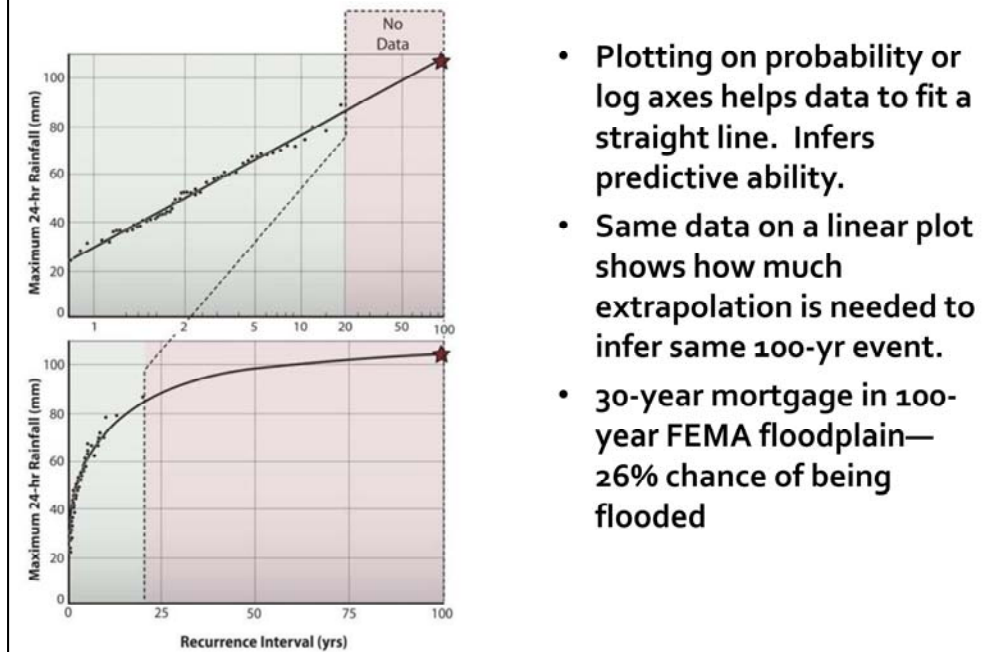 No
Data
Maximum 24-hr Rainfall (mm)
100
80
60
40
20
0
1 2 5 10 20 50 100
Maximum 24-hr Rainfall (mm)
100
80
60
40
20
0
0 25 50 75 100
Recurrence Interval (yrs)
• Plotting on probability or
log axes helps data to fit a
straight line. Infers
predictive ability.
• Same data on a linear plot
shows how much
extrapolation is needed to
infer same 100-yr event.
• 30-year mortgage in 100-
year FEMA floodplain—
26% chance of being
flooded